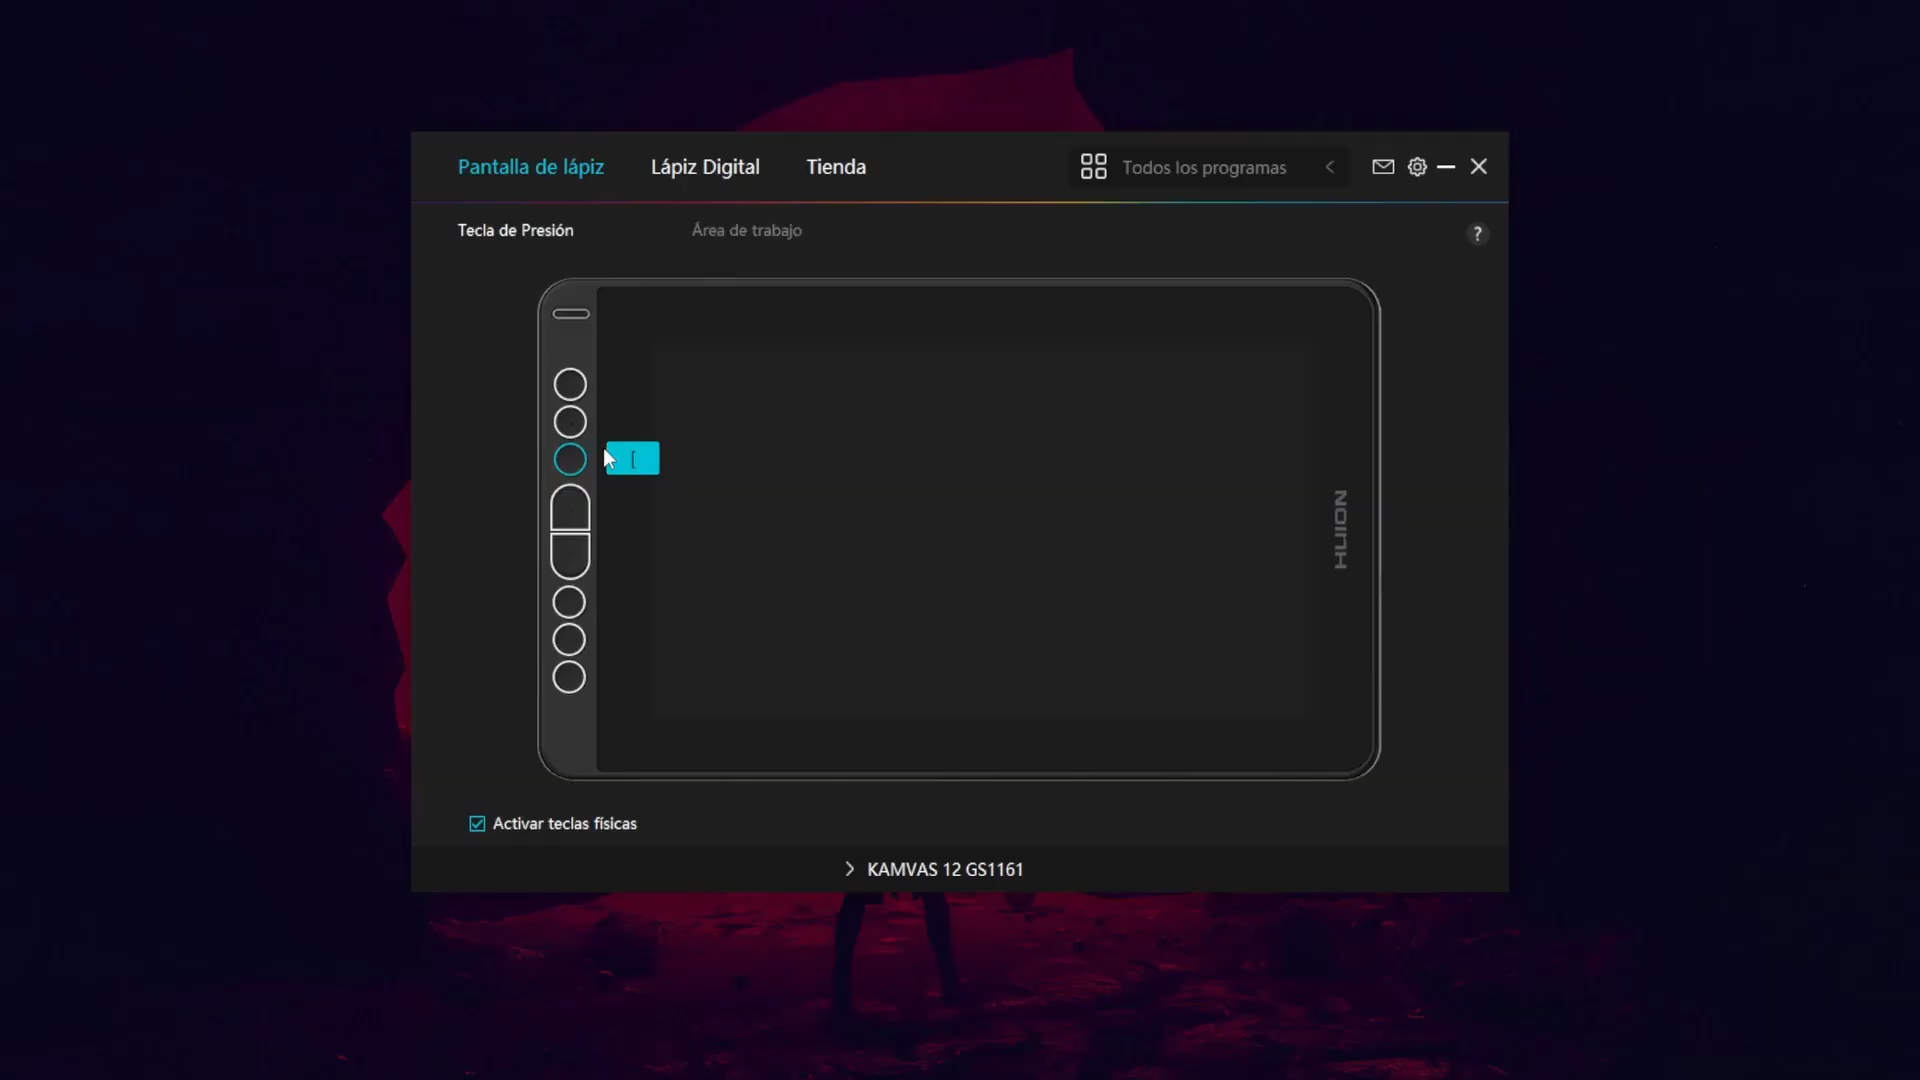 Pantalla de lápiz
Lápiz Digital
Tienda
Todos los programas
Tecla de Presión
Área de trabajo
?
[
HUION
Activar teclas físicas
KAMVAS 12 GS1161